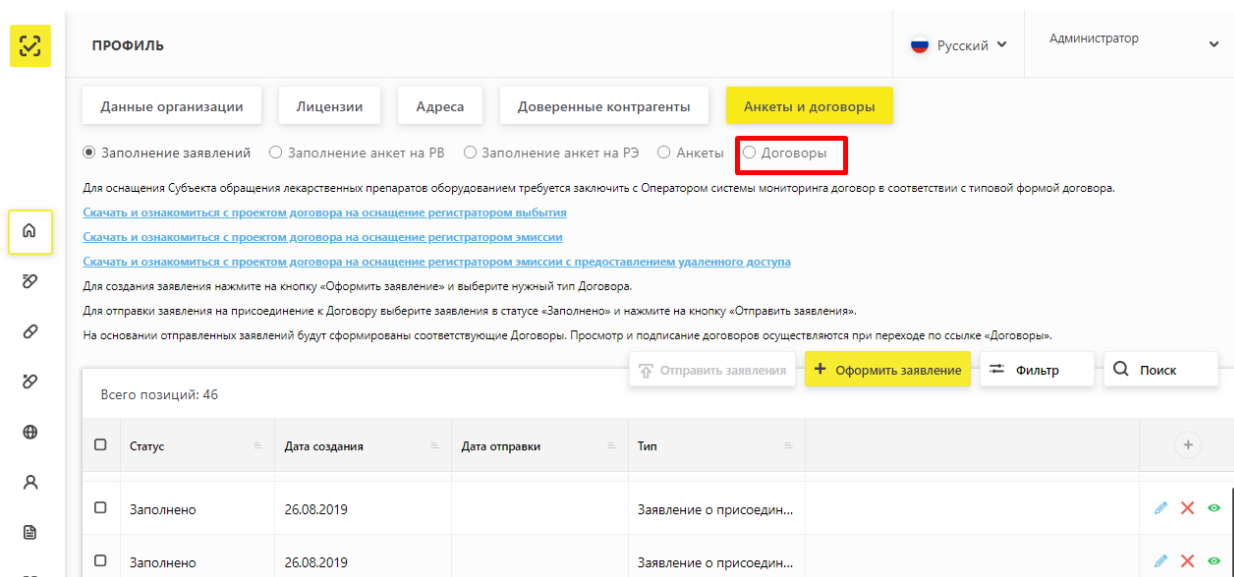 ПРОФИЛЬ
Русский
Администратор
Данные организации
Лицензии
Адреса
Доверенные контрагенты
Анкеты и договоры
Заполнение заявлений
Заполнение анкет на РВ
Заполнение анкет на РЭ
Анкеты
Договоры
Для оснащения Субъекта обращения лекарственных препаратов оборудованием требуется заключить с Оператором системы мониторинга договор в соответствии с типовой формой договора.
Скачать и ознакомиться с проектом договора на оснащение регистратором выбытия
Скачать и ознакомиться с проектом договора на оснащение регистратором эмиссии
Скачать и ознакомиться с проектом договора на оснащение регистратором эмиссии с предоставлением удаленного доступа
Для создания заявления нажмите на кнопку «Оформить заявление» и выберите нужный тип Договора.
Для отправки заявления на присоединение к Договору выберите заявления в статусе «Заполнено» и нажмите на кнопку «Отправить заявления».
На основании отправленных заявлений будут сформированы соответствующие Договоры. Просмотр и подписание договоров осуществляются при переходе по ссылке «Договоры».
Отправить заявления
+ Оформить заявление
Фильтр
Поиск
Всего позиций: 46
Статус
Дата создания
Дата отправки
Тип
Заполнено
26.08.2019
Заявление о присоедин...
Заполнено
26.08.2019
Заявление о присоедин...